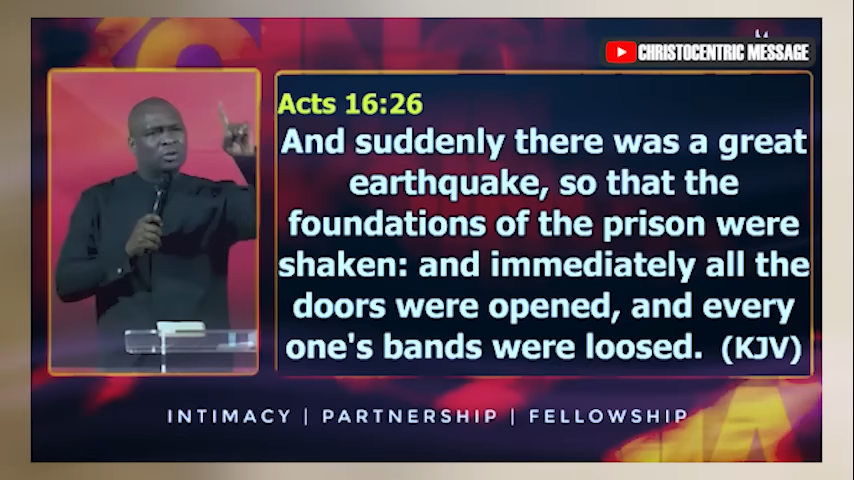 CHRISTOCENTRIC MESSAGE
Acts 16:26
And suddenly there was a great
earthquake, so that the
foundations of the prison were
shaken: and immediately all the
doors were opened, and every
one's bands were loosed. (KJV)
INTIMACY | PARTNERSHIP | FELLOWSHIP